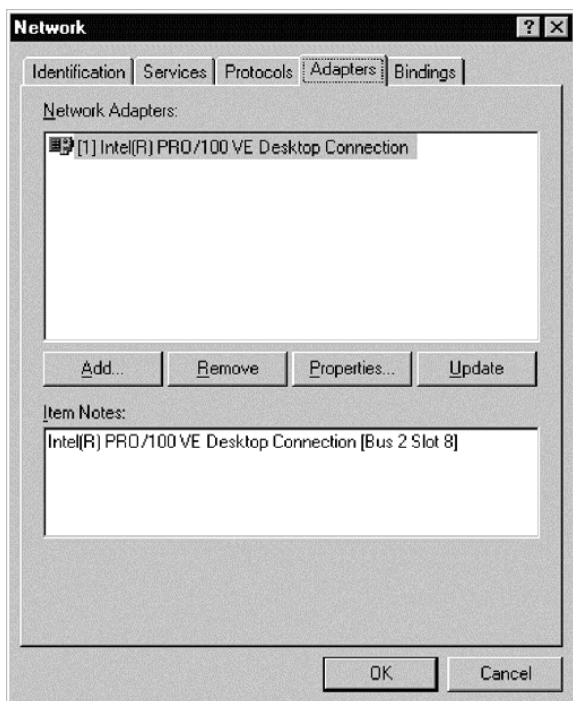 Network
Identification Services Protocols Adapters Bindings
Network Adapters:
[1] Intel(R) PRO/100 VE Desktop Connection
Add... Remove Properties... Update
Item Notes:
Intel(R) PRO/100 VE Desktop Connection [Bus 2 Slot 8]
OK Cancel